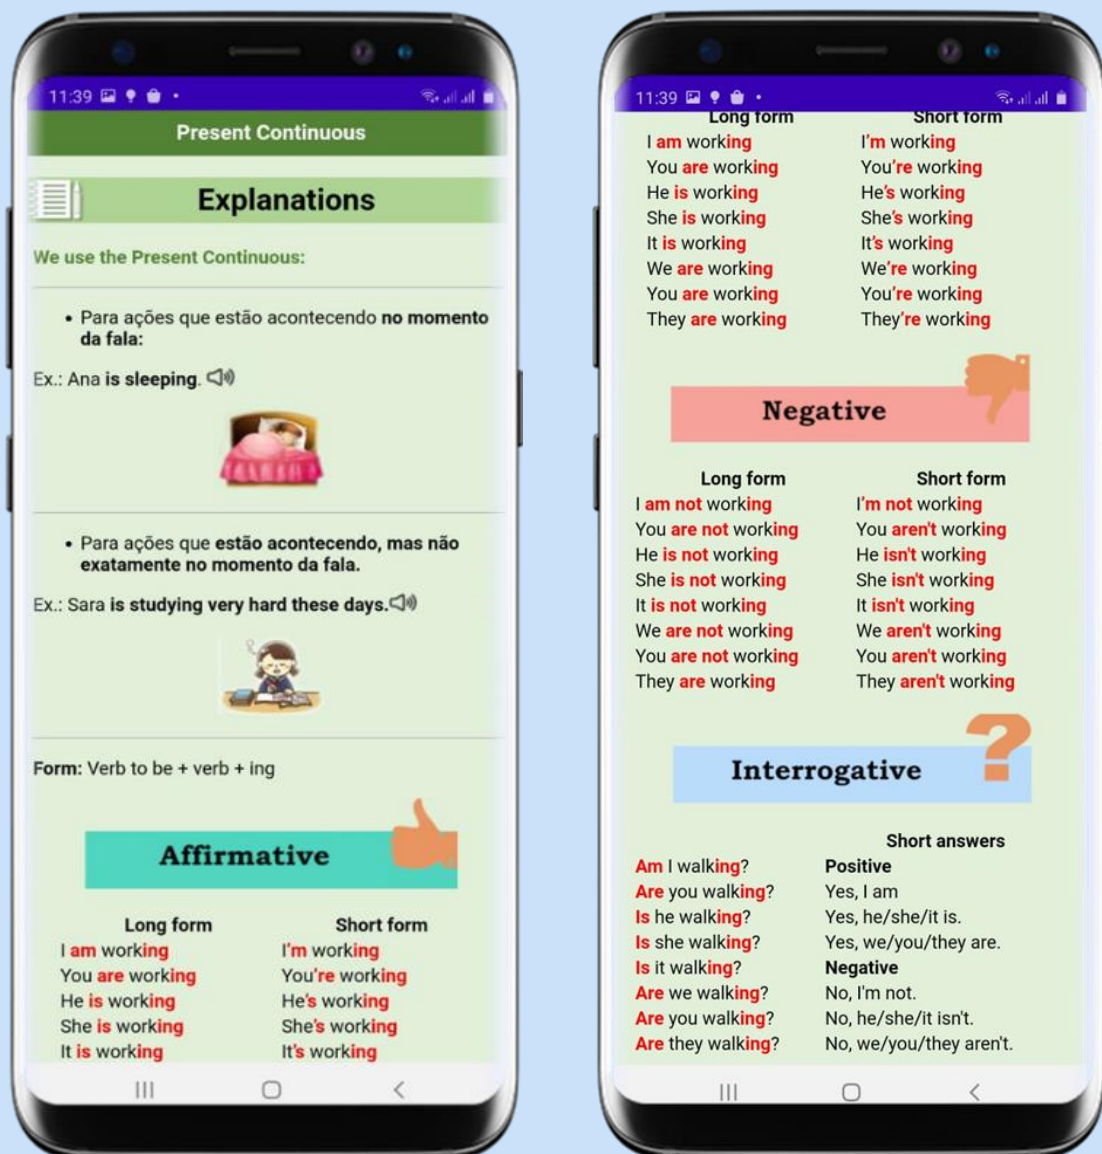 11:39
Present Continuous
Explanations
We use the Present Continuous:
• Para ações que estão acontecendo no momento
da fala:
Ex.: Ana is sleeping.
• Para ações que estão acontecendo, mas não
exatamente no momento da fala.
Ex.: Sara is studying very hard these days.
Form: Verb to be + verb + ing
Affirmative
Long form Short form
I am working I'm working
You are working You're working
He is working He's working
She is working She's working
It is working It's working
11:39
Long form Short form
I am working I'm working
You are working You're working
He is working He's working
She is working She's working
It is working It's working
We are working We're working
You are working You're working
They are working They're working
Negative
Long form Short form
I am not working I'm not working
You are not working You aren't working
He is not working He isn't working
She is not working She isn't working
It is not working It isn't working
We are not working We aren't working
You are not working You aren't working
They are working They aren't working
Interrogative
Short answers
Am I walking? Positive
Are you walking? Yes, I am
Is he walking? Yes, he/she/it is.
Is she walking? Yes, we/you/they are.
Is it walking? Negative
Are we walking? No, I'm not.
Are you walking? No, he/she/it isn't.
Are they walking? No, we/you/they aren't.